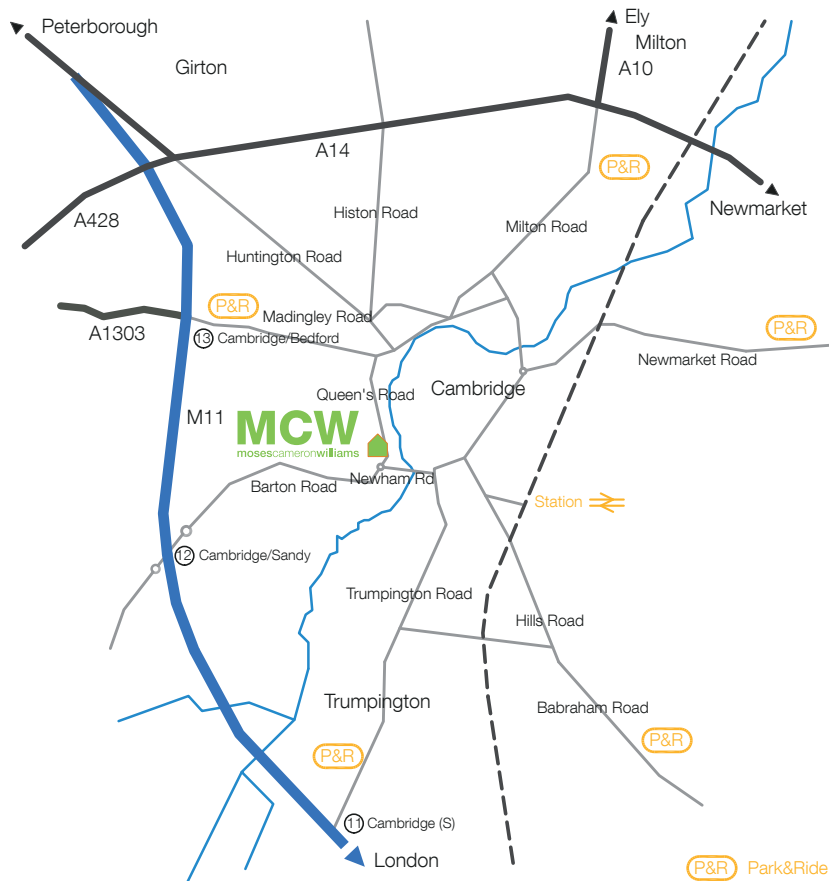 Peterborough
Ely
Milton
A10
Girton
A14
P&R
Newmarket
A428
Histon Road
Milton Road
Huntington Road
P&R
Madingley Road
A1303
13 Cambridge/Bedford
P&R
Newmarket Road
Queen's Road
Cambridge
M11
MCW
mosescameronwilliams
Barton Road
Newham Rd
Station
12 Cambridge/Sandy
Trumpington Road
Hills Road
Trumpington
Babraham Road
P&R
P&R
11 Cambridge (S)
London
P&R Park&Ride